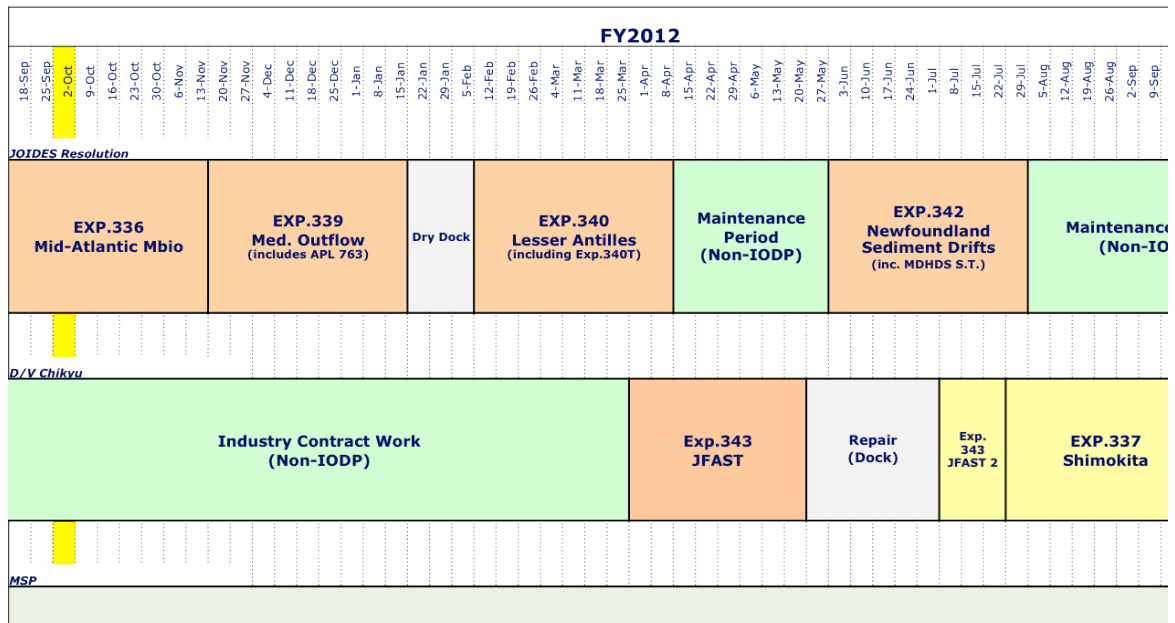 FY2012
18-Sep
25-Sep
2-Oct
9-Oct
16-Oct
23-Oct
30-Oct
6-Nov
13-Nov
20-Nov
27-Nov
4-Dec
11-Dec
18-Dec
25-Dec
1-Jan
8-Jan
15-Jan
22-Jan
29-Jan
5-Feb
12-Feb
19-Feb
26-Feb
4-Mar
11-Mar
18-Mar
25-Mar
1-Apr
8-Apr
15-Apr
22-Apr
29-Apr
6-May
13-May
20-May
27-May
3-Jun
10-Jun
17-Jun
24-Jun
1-Jul
8-Jul
15-Jul
22-Jul
29-Jul
5-Aug
12-Aug
19-Aug
26-Aug
2-Sep
9-Sep
JOIDES Resolution
EXP.336
Mid-Atlantic Mbio
EXP.339
Med. Outflow
(includes APL 763)
Dry Dock
EXP.340
Lesser Antilles
(including Exp.340T)
Maintenance
Period
(Non-IODP)
EXP.342
Newfoundland
Sediment Drifts
(inc. MDHDS S.T.)
Maintenance
(Non-IO
D/V Chikyu
Industry Contract Work
(Non-IODP)
Exp.343
JFAST
Repair
(Dock)
Exp.
343
JFAST 2
EXP.337
Shimokita
MSP